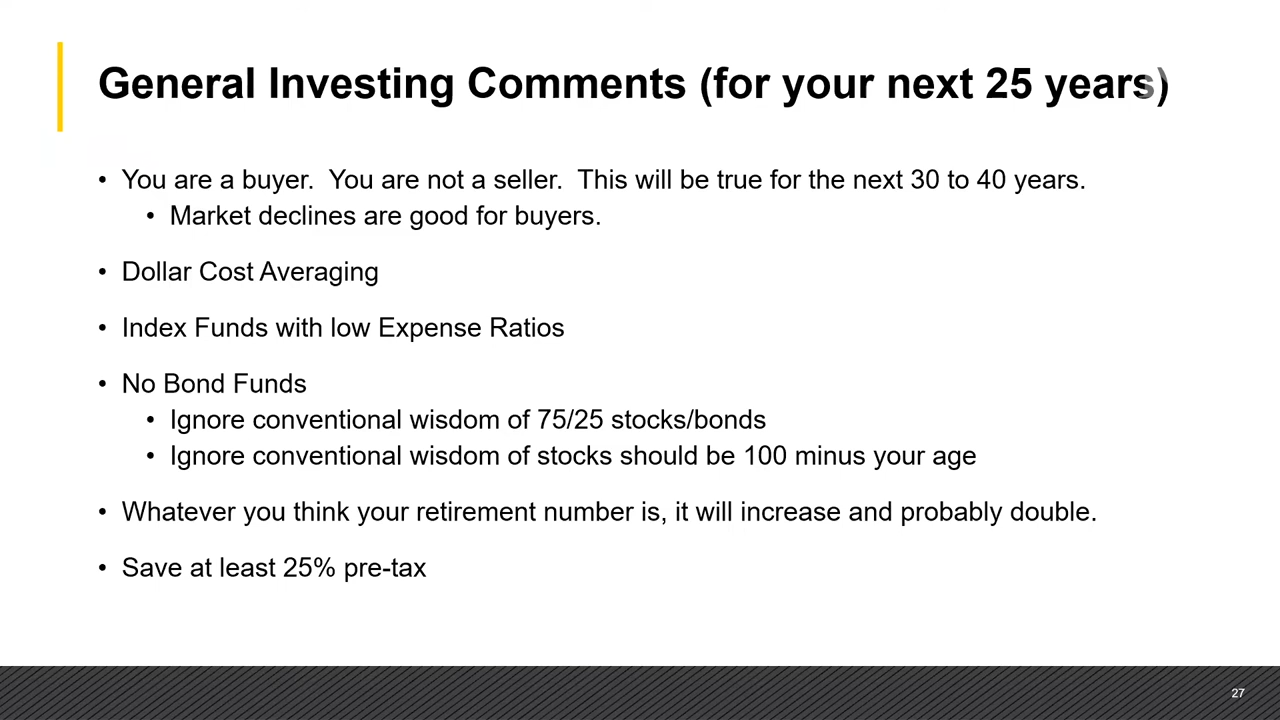 General Investing Comments (for your next 25 years)
• You are a buyer.  You are not a seller.  This will be true for the next 30 to 40 years.
• Market declines are good for buyers.
• Dollar Cost Averaging
• Index Funds with low Expense Ratios
• No Bond Funds
• Ignore conventional wisdom of 75/25 stocks/bonds
• Ignore conventional wisdom of stocks should be 100 minus your age
• Whatever you think your retirement number is, it will increase and probably double.
• Save at least 25% pre-tax
27